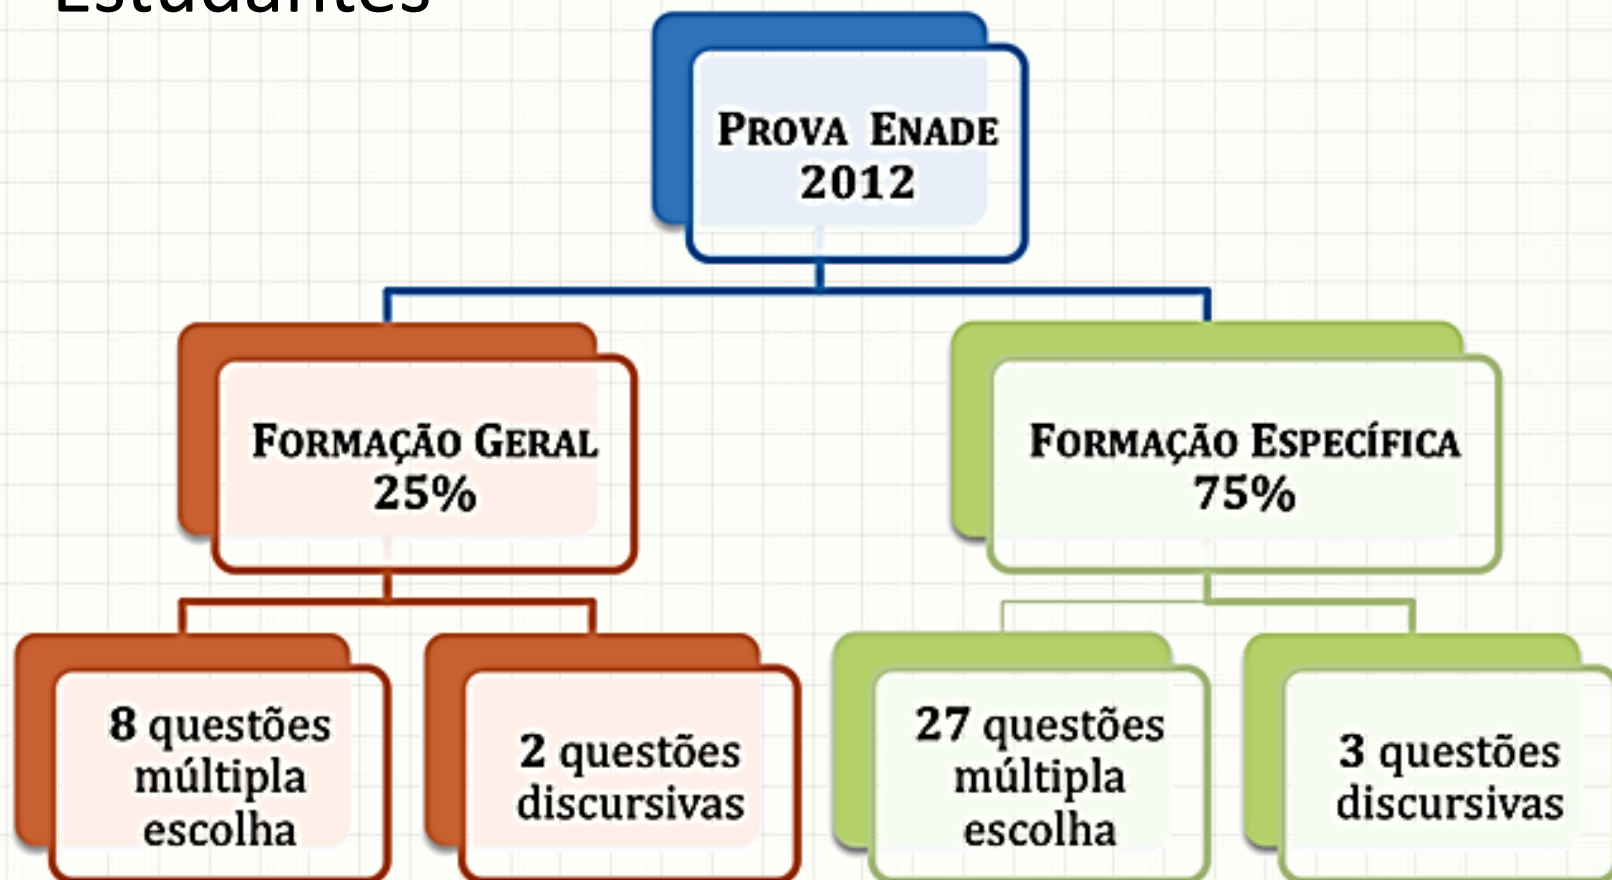 Estudantes
PROVA ENADE
2012
FORMAÇÃO GERAL
25%
FORMAÇÃO ESPECÍFICA
75%
8 questões
múltipla
escolha
2 questões
discursivas
27 questões
múltipla
escolha
3 questões
discursivas